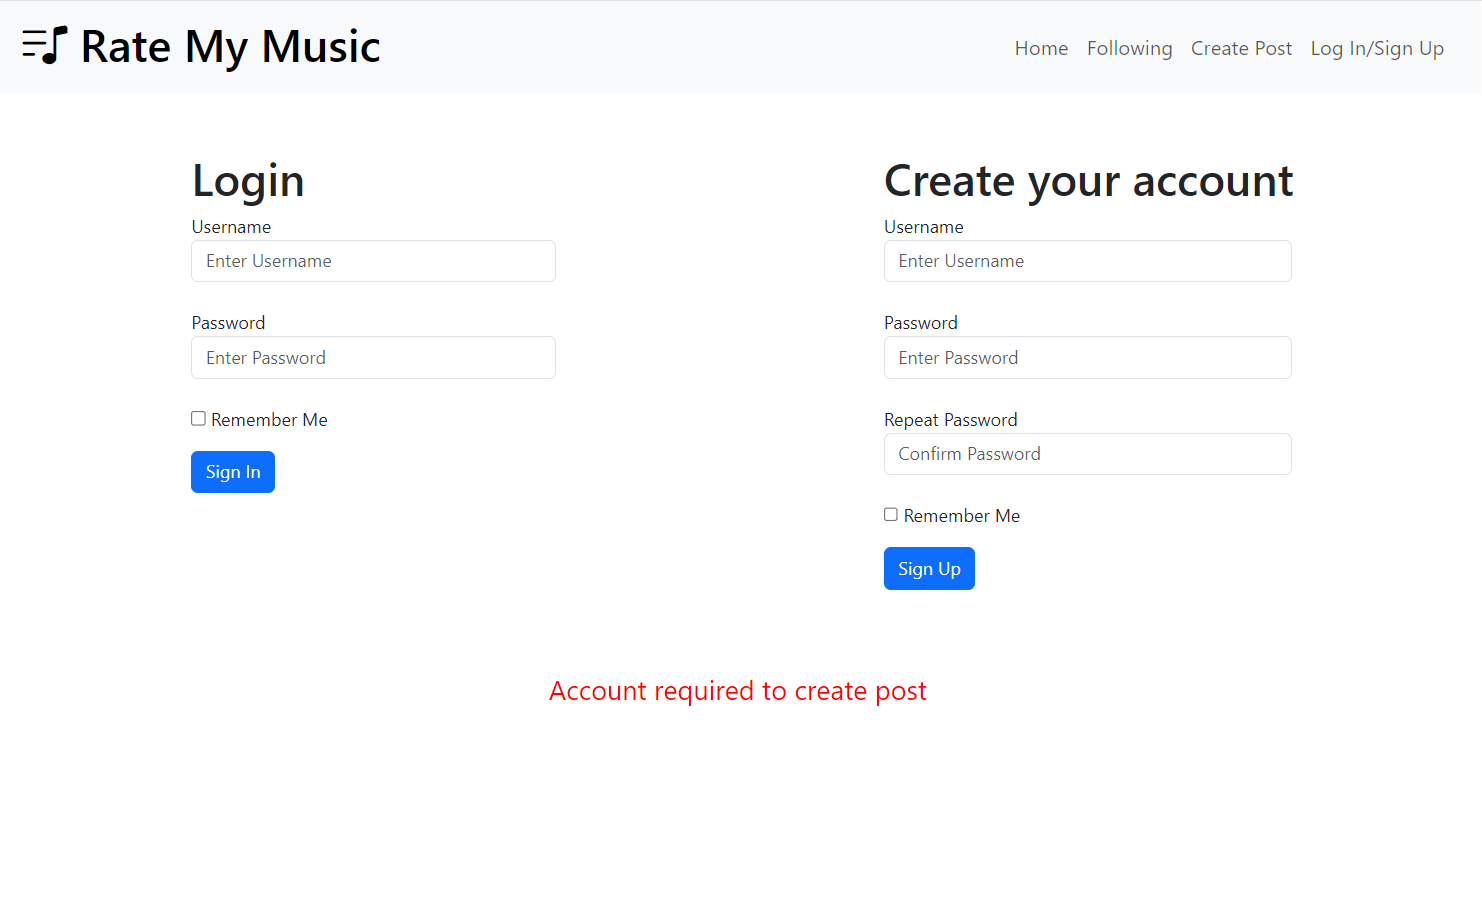 Rate My Music
Home Following Create Post Log In/Sign Up
Login
Username
Enter Username
Password
Enter Password
Remember Me
Sign In
Create your account
Username
Enter Username
Password
Enter Password
Repeat Password
Confirm Password
Remember Me
Sign Up
Account required to create post